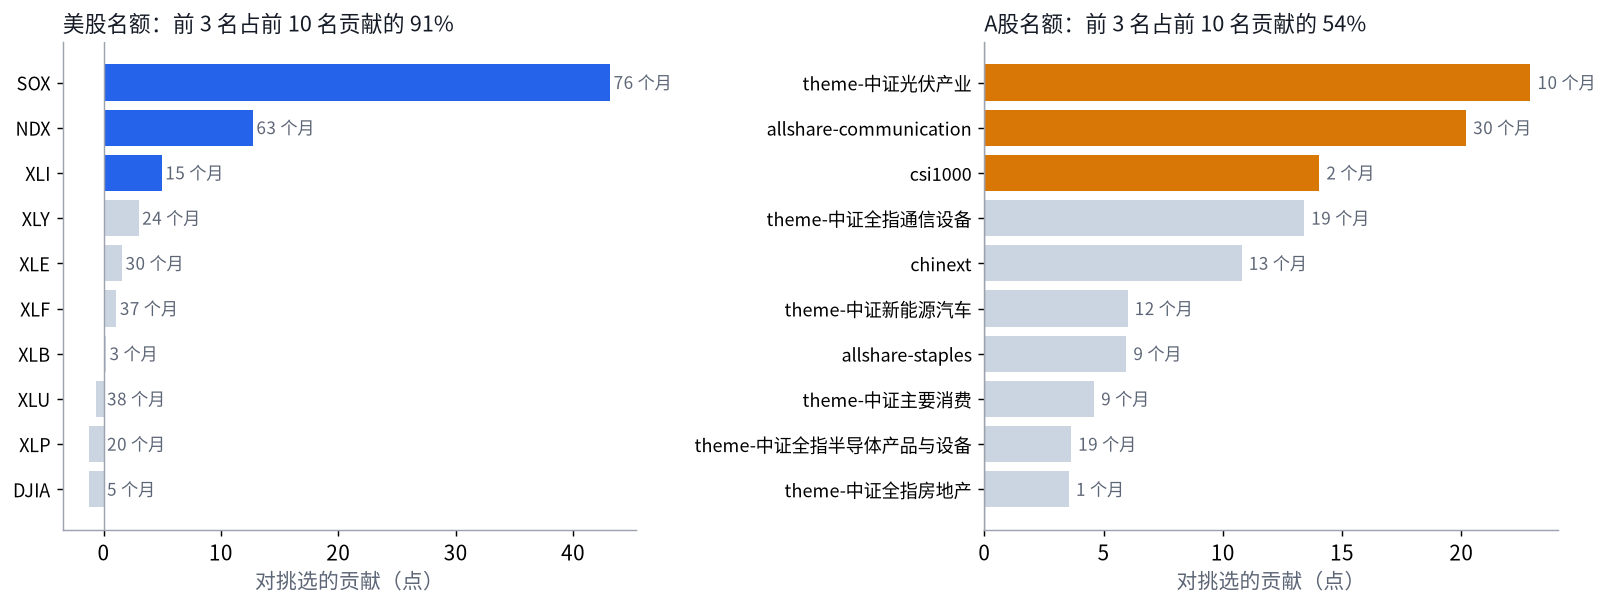 美股名额：前 3 名占前 10 名贡献的 91%
SOX
76 个月
NDX
63 个月
XLI
15 个月
XLY
24 个月
XLE
30 个月
XLF
37 个月
XLB
3 个月
XLU
38 个月
XLP
20 个月
DJIA
5 个月
0 10 20 30 40
对挑选的贡献（点）
A股名额：前 3 名占前 10 名贡献的 54%
theme-中证光伏产业
10 个月
allshare-communication
30 个月
csi1000
2 个月
theme-中证全指通信设备
19 个月
chinext
13 个月
theme-中证新能源汽车
12 个月
allshare-staples
9 个月
theme-中证主要消费
9 个月
theme-中证全指半导体产品与设备
19 个月
theme-中证全指房地产
1 个月
0 5 10 15 20
对挑选的贡献（点）